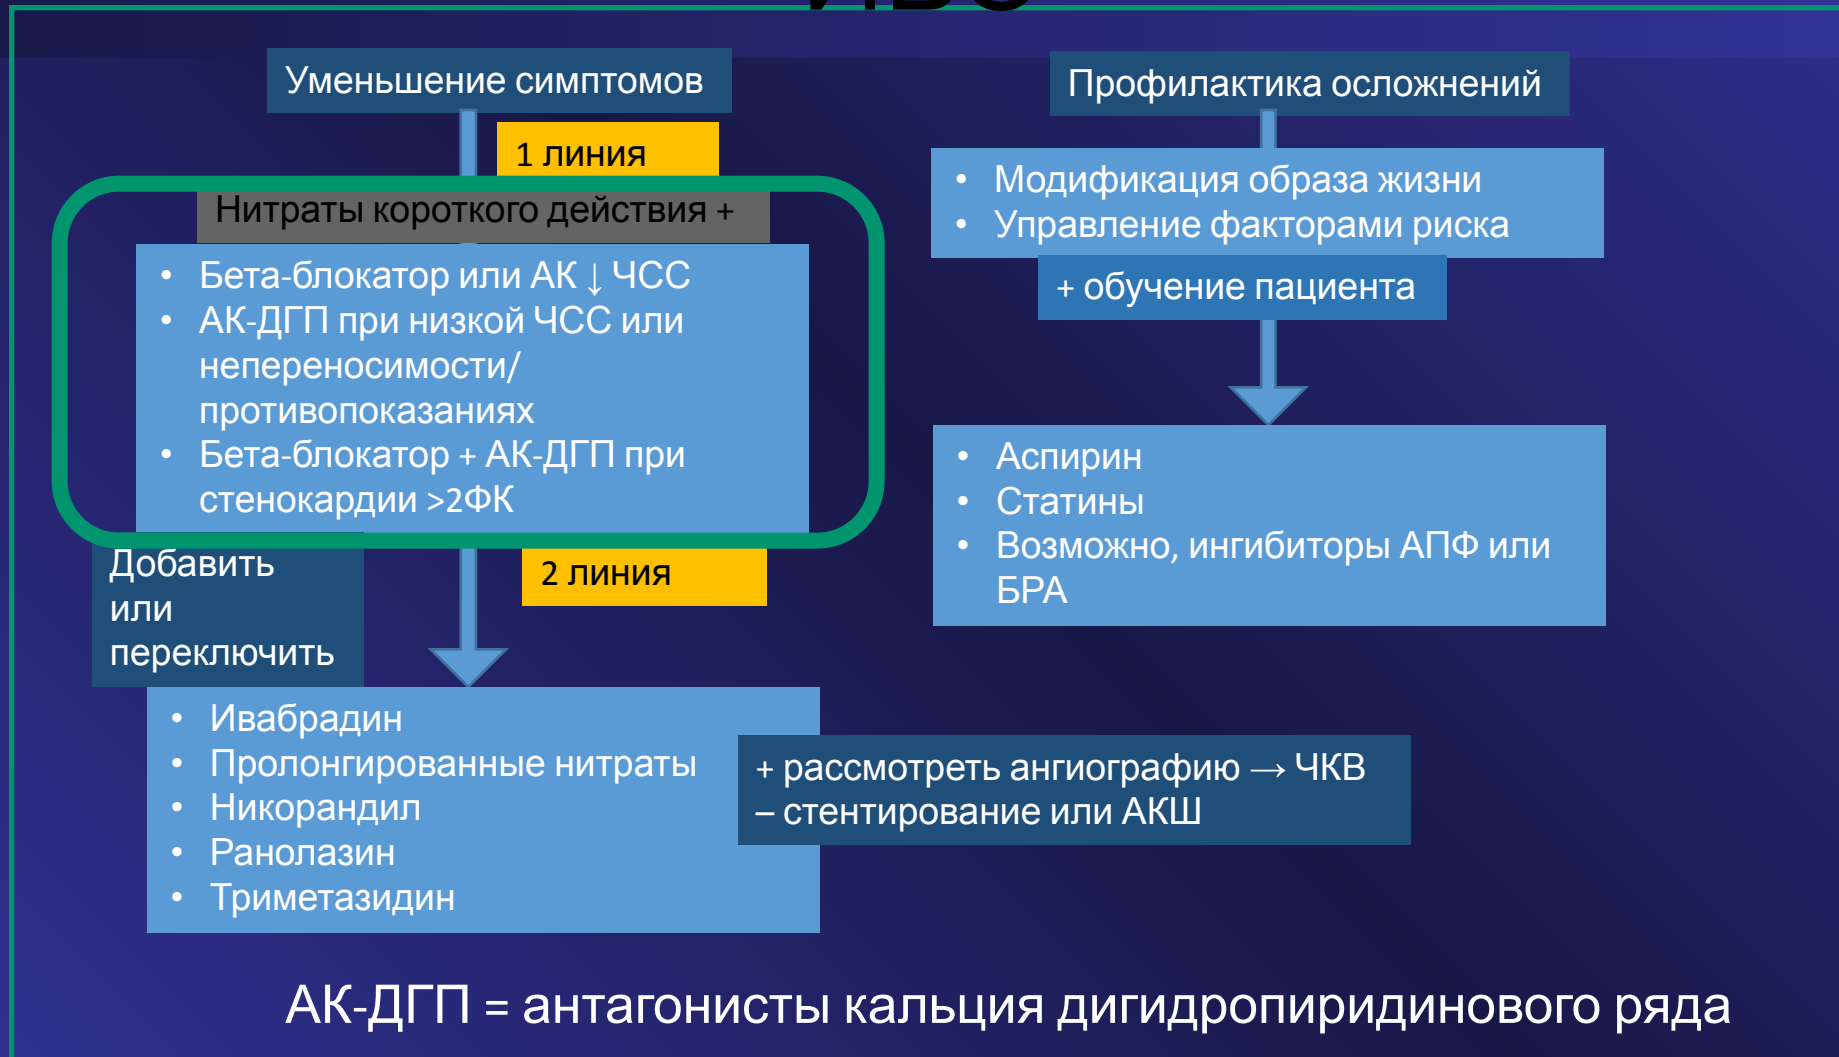 ИБС
Уменьшение симптомов
1 линия
Нитраты короткого действия +
• Бета-блокатор или АК ↓ ЧСС
• АК-ДГП при низкой ЧСС или
непереносимости/
противопоказаниях
• Бета-блокатор + АК-ДГП при
стенокардии >2ФК
Добавить
или
переключить
2 линия
• Ивабрадин
• Пролонгированные нитраты
• Никорандил
• Ранолазин
• Триметазидин
+ рассмотреть ангиографию → ЧКВ
– стентирование или АКШ
Профилактика осложнений
• Модификация образа жизни
• Управление факторами риска
+ обучение пациента
• Аспирин
• Статины
• Возможно, ингибиторы АПФ или
БРА
АК-ДГП = антагонисты кальция дигидропиридинового ряда